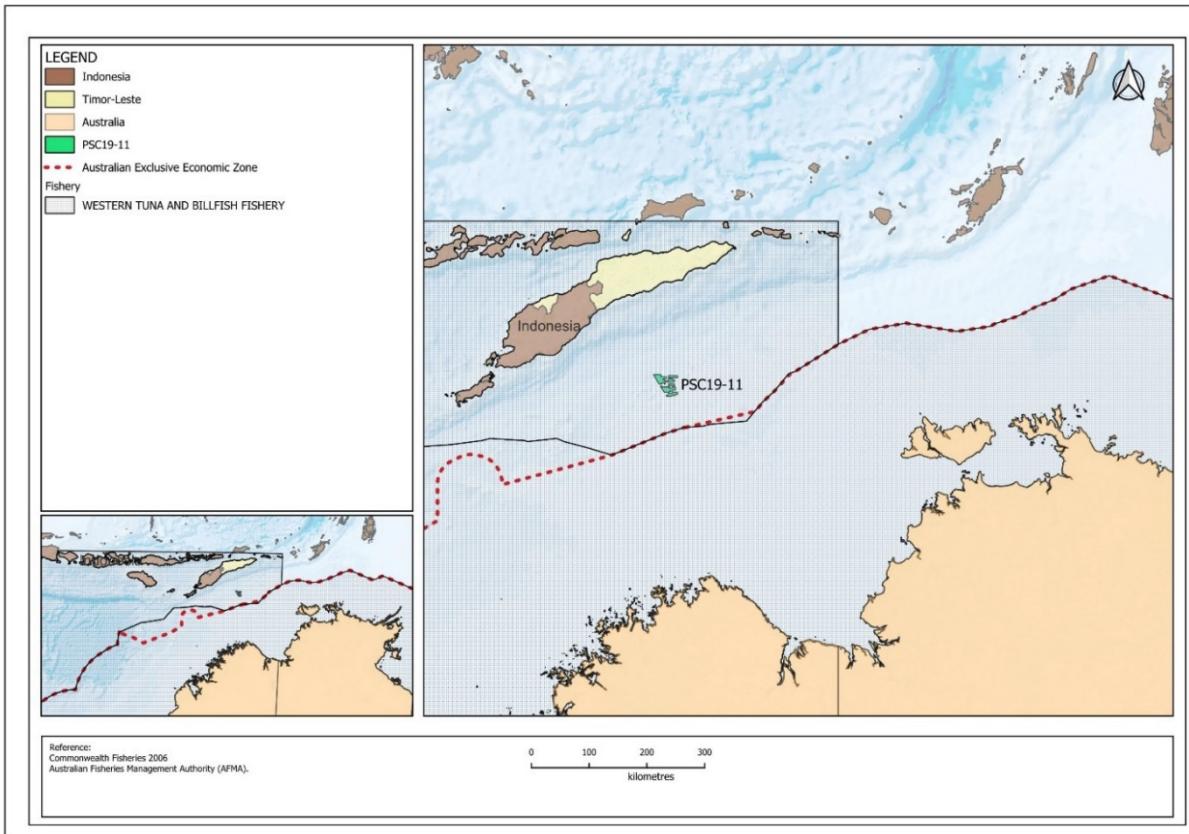 LEGEND
Indonesia
Timor-Leste
Australia
PSC19-11
Australian Exclusive Economic Zone
Fishery
WESTERN TUNA AND BILLFISH FISHERY
Indonesia
PSC19-11
Reference:
Commonwealth Fisheries 2006
Australian Fisheries Management Authority (AFMA).
0 100 200 300
kilometres